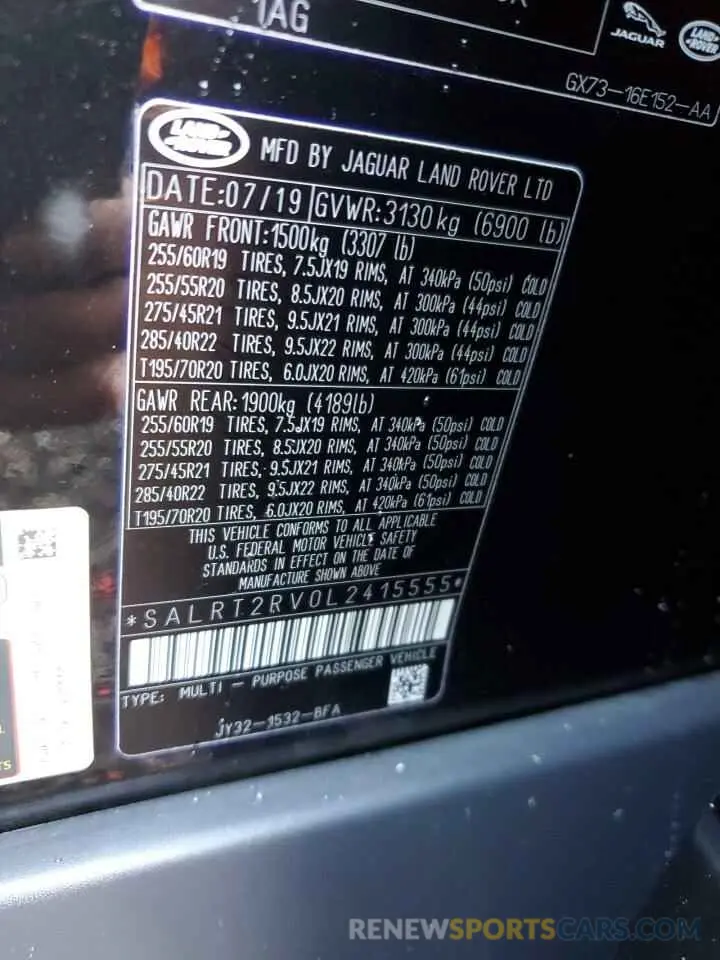 1AG
JAGUAR
LAND ROVER
GX73-16E152-AA
LAND ROVER
MFD BY JAGUAR LAND ROVER LTD
DATE:07/19 GVWR:3130kg (6900 lb)
GAWR FRONT:1500kg (3307 lb)
255/60R19 TIRES, 7.5JX19 RIMS, AT 340kPa (50psi) COLD
255/55R20 TIRES, 8.5JX20 RIMS, AT 300kPa (44psi) COLD
275/45R21 TIRES, 9.5JX21 RIMS, AT 300kPa (44psi) COLD
285/40R22 TIRES, 9.5JX22 RIMS, AT 300kPa (44psi) COLD
T195/70R20 TIRES, 6.0JX20 RIMS, AT 420kPa (61psi) COLD
GAWR REAR:1900kg (4189lb)
255/60R19 TIRES, 7.5JX19 RIMS, AT 340kPa (50psi) COLD
255/55R20 TIRES, 8.5JX20 RIMS, AT 340kPa (50psi) COLD
275/45R21 TIRES, 9.5JX21 RIMS, AT 340kPa (50psi) COLD
285/40R22 TIRES, 9.5JX22 RIMS, AT 340kPa (50psi) COLD
T195/70R20 TIRES, 6.0JX20 RIMS, AT 420kPa (61psi) COLD
THIS VEHICLE CONFORMS TO ALL APPLICABLE
U.S. FEDERAL MOTOR VEHICLE SAFETY
STANDARDS IN EFFECT ON THE DATE OF
MANUFACTURE SHOWN ABOVE
*SALRT2RV0L2415555*
TYPE: MULTI - PURPOSE PASSENGER VEHICLE
JY32-1532-BFA
RENEWSPORTSCARS.COM